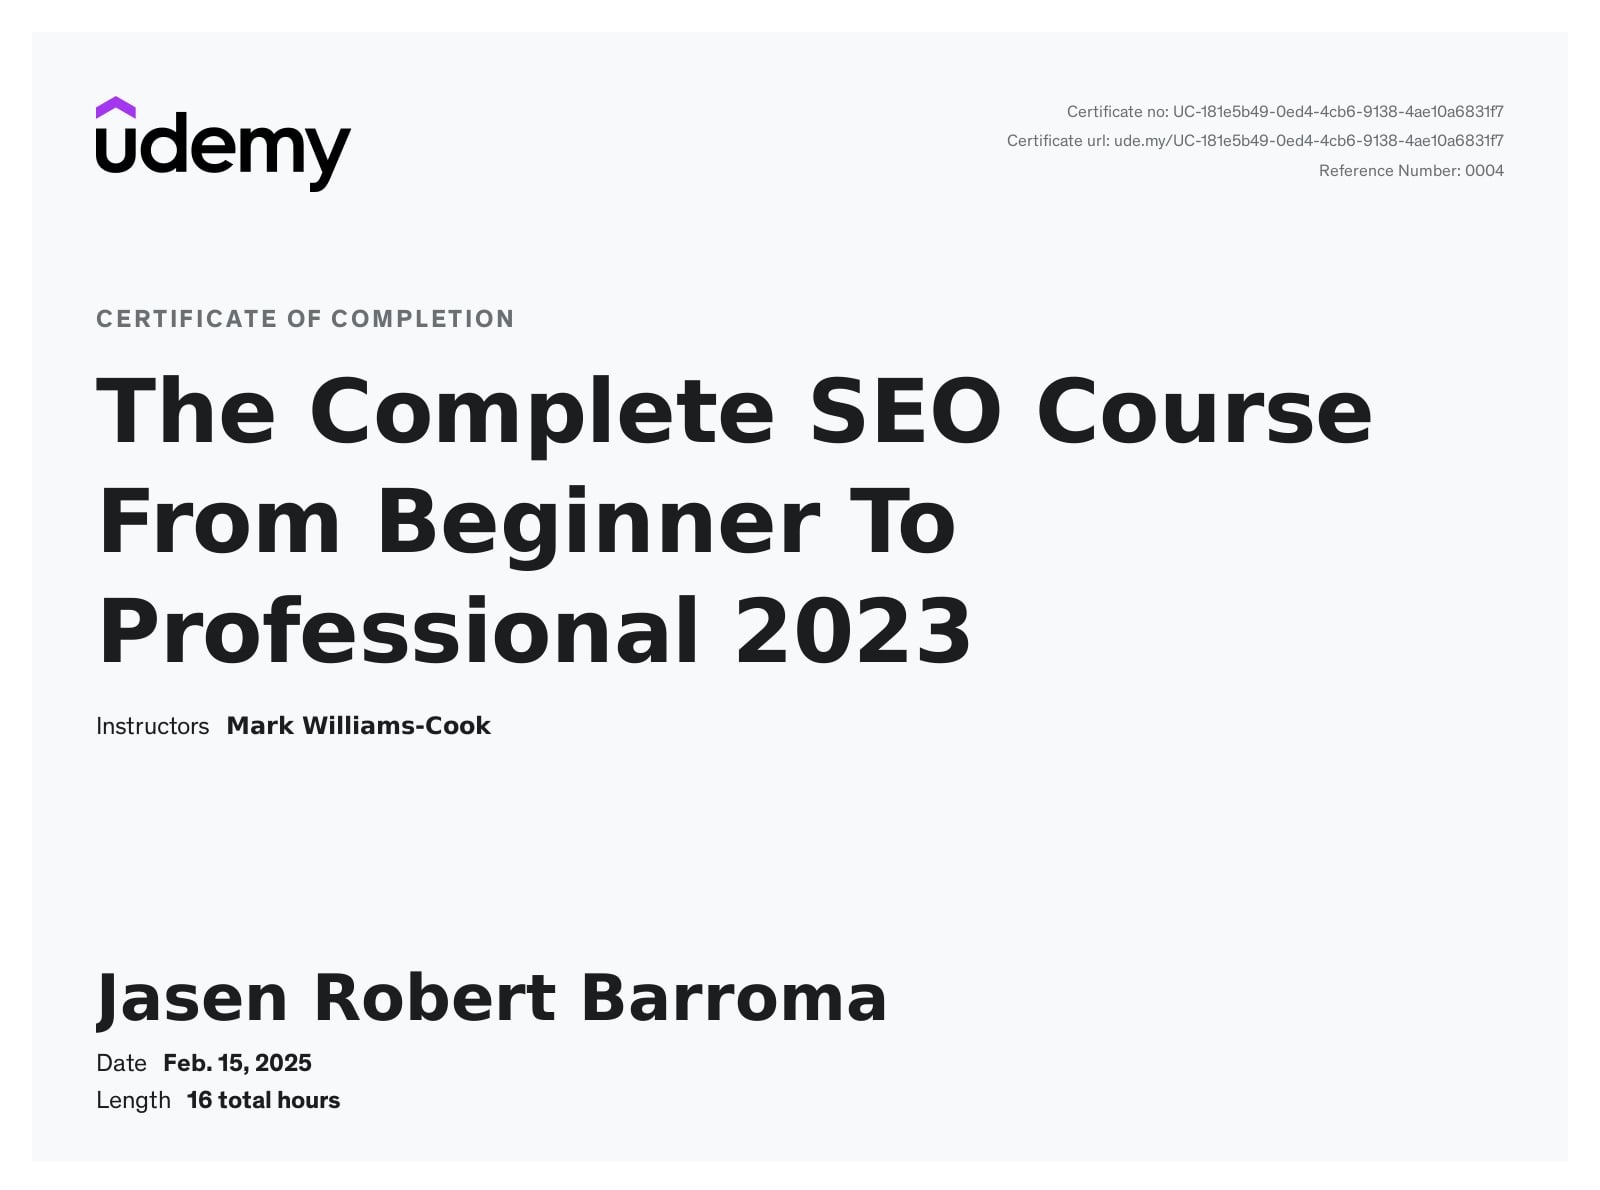 udemy
Certificate no: UC-181e5b49-0ed4-4cb6-9138-4ae10a6831f7
Certificate url: ude.my/UC-181e5b49-0ed4-4cb6-9138-4ae10a6831f7
Reference Number: 0004
CERTIFICATE OF COMPLETION
The Complete SEO Course
From Beginner To
Professional 2023
Instructors Mark Williams-Cook
Jasen Robert Barroma
Date Feb. 15, 2025
Length 16 total hours